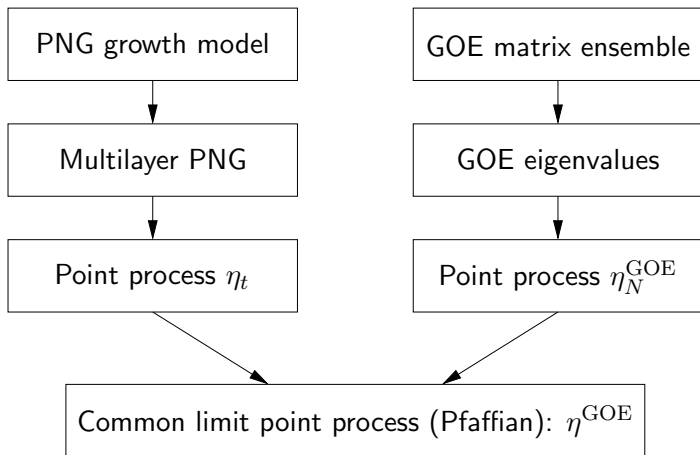 PNG growth model
GOE matrix ensemble
Multilayer PNG
GOE eigenvalues
Point process η_t
Point process η_N^GOE
Common limit point process (Pfaffian): η^GOE